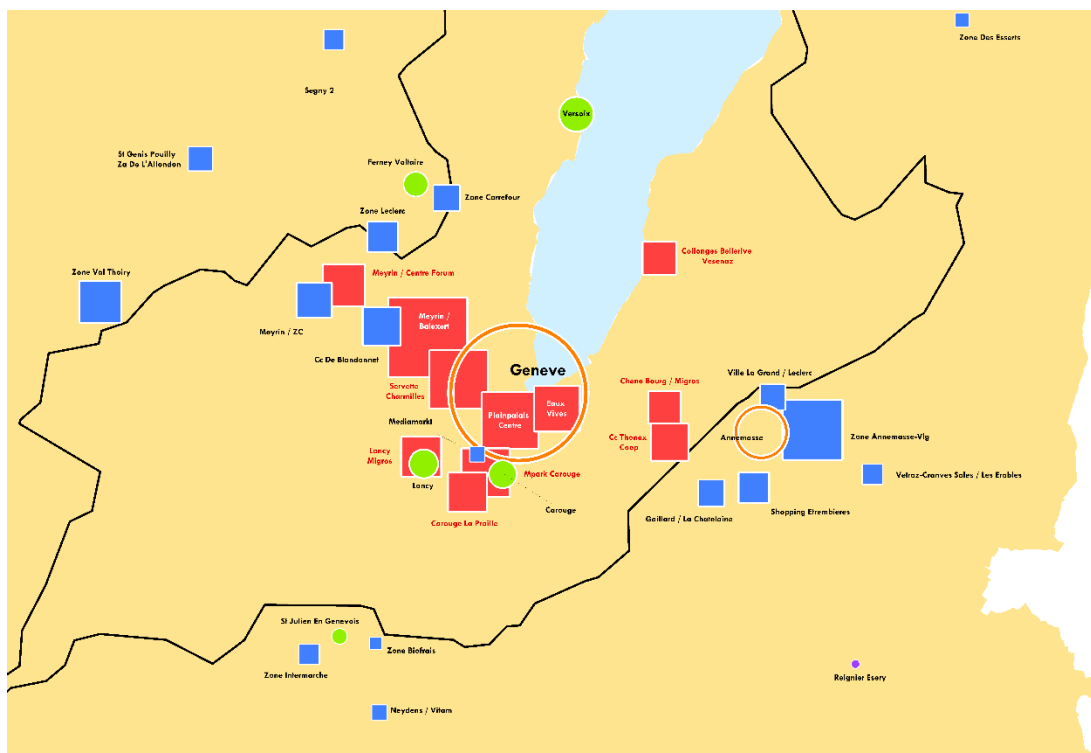 Zone Des Esserts
Segny 2
Versoix
St Genis Pouilly
Za De L'Allondon
Ferney Voltaire
Zone Carrefour
Zone Leclerc
Collonges Bellerive
Vesenaz
Zone Val Thoiry
Meyrin / Centre Forum
Meyrin /
Balexert
Meyrin / ZC
Cc De Blandonnet
Geneve
Ville La Grand / Leclerc
Servette
Charmilles
Chene Bourg / Migros
Eaux
Vives
Plainpalais
Centre
Mediamarkt
Annemasse
Zone Annemasse-Vlg
Cc Thonex
Coop
Lancy
Migros
Mpark Carouge
Vetraz-Cranves Sales / Les Erables
Lancy
Carouge
Shopping Etrembieres
Gaillard / La Chatelaine
Carouge La Praille
St Julien En Genevois
Zone Biofrais
Zone Intermarche
Reignier Esery
Neydens / Vitam